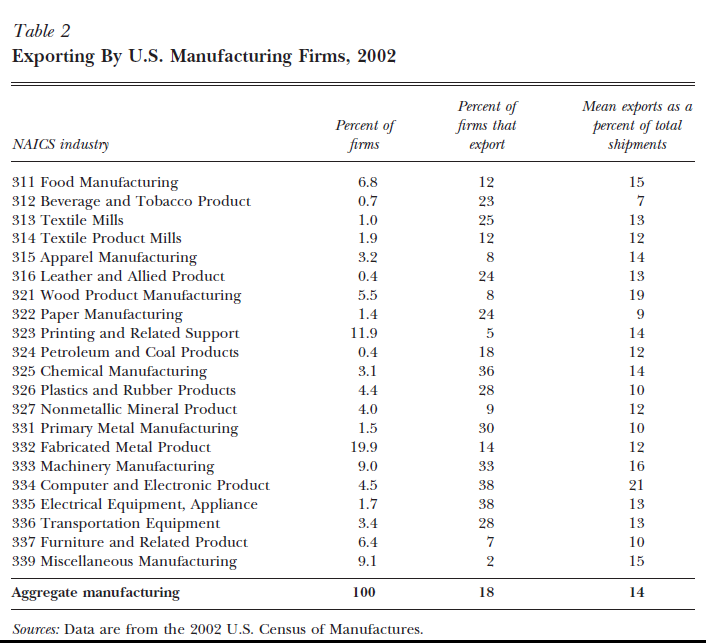 Table 2
Exporting By U.S. Manufacturing Firms, 2002
NAICS industry Percent of firms Percent of firms that export Mean exports as a percent of total shipments
311 Food Manufacturing 6.8 12 15
312 Beverage and Tobacco Product 0.7 23 7
313 Textile Mills 1.0 25 13
314 Textile Product Mills 1.9 12 12
315 Apparel Manufacturing 3.2 8 14
316 Leather and Allied Product 0.4 24 13
321 Wood Product Manufacturing 5.5 8 19
322 Paper Manufacturing 1.4 24 9
323 Printing and Related Support 11.9 5 14
324 Petroleum and Coal Products 0.4 18 12
325 Chemical Manufacturing 3.1 36 14
326 Plastics and Rubber Products 4.4 28 10
327 Nonmetallic Mineral Product 4.0 9 12
331 Primary Metal Manufacturing 1.5 30 10
332 Fabricated Metal Product 19.9 14 12
333 Machinery Manufacturing 9.0 33 16
334 Computer and Electronic Product 4.5 38 21
335 Electrical Equipment, Appliance 1.7 38 13
336 Transportation Equipment 3.4 28 13
337 Furniture and Related Product 6.4 7 10
339 Miscellaneous Manufacturing 9.1 2 15
Aggregate manufacturing 100 18 14
Sources: Data are from the 2002 U.S. Census of Manufactures.